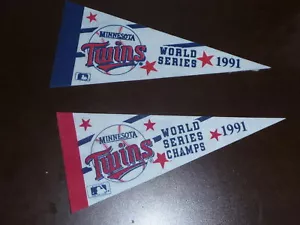 MINNESOTA
Twins
WORLD
SERIES
1991
MINNESOTA
Twins
WORLD
SERIES
CHAMPS
1991